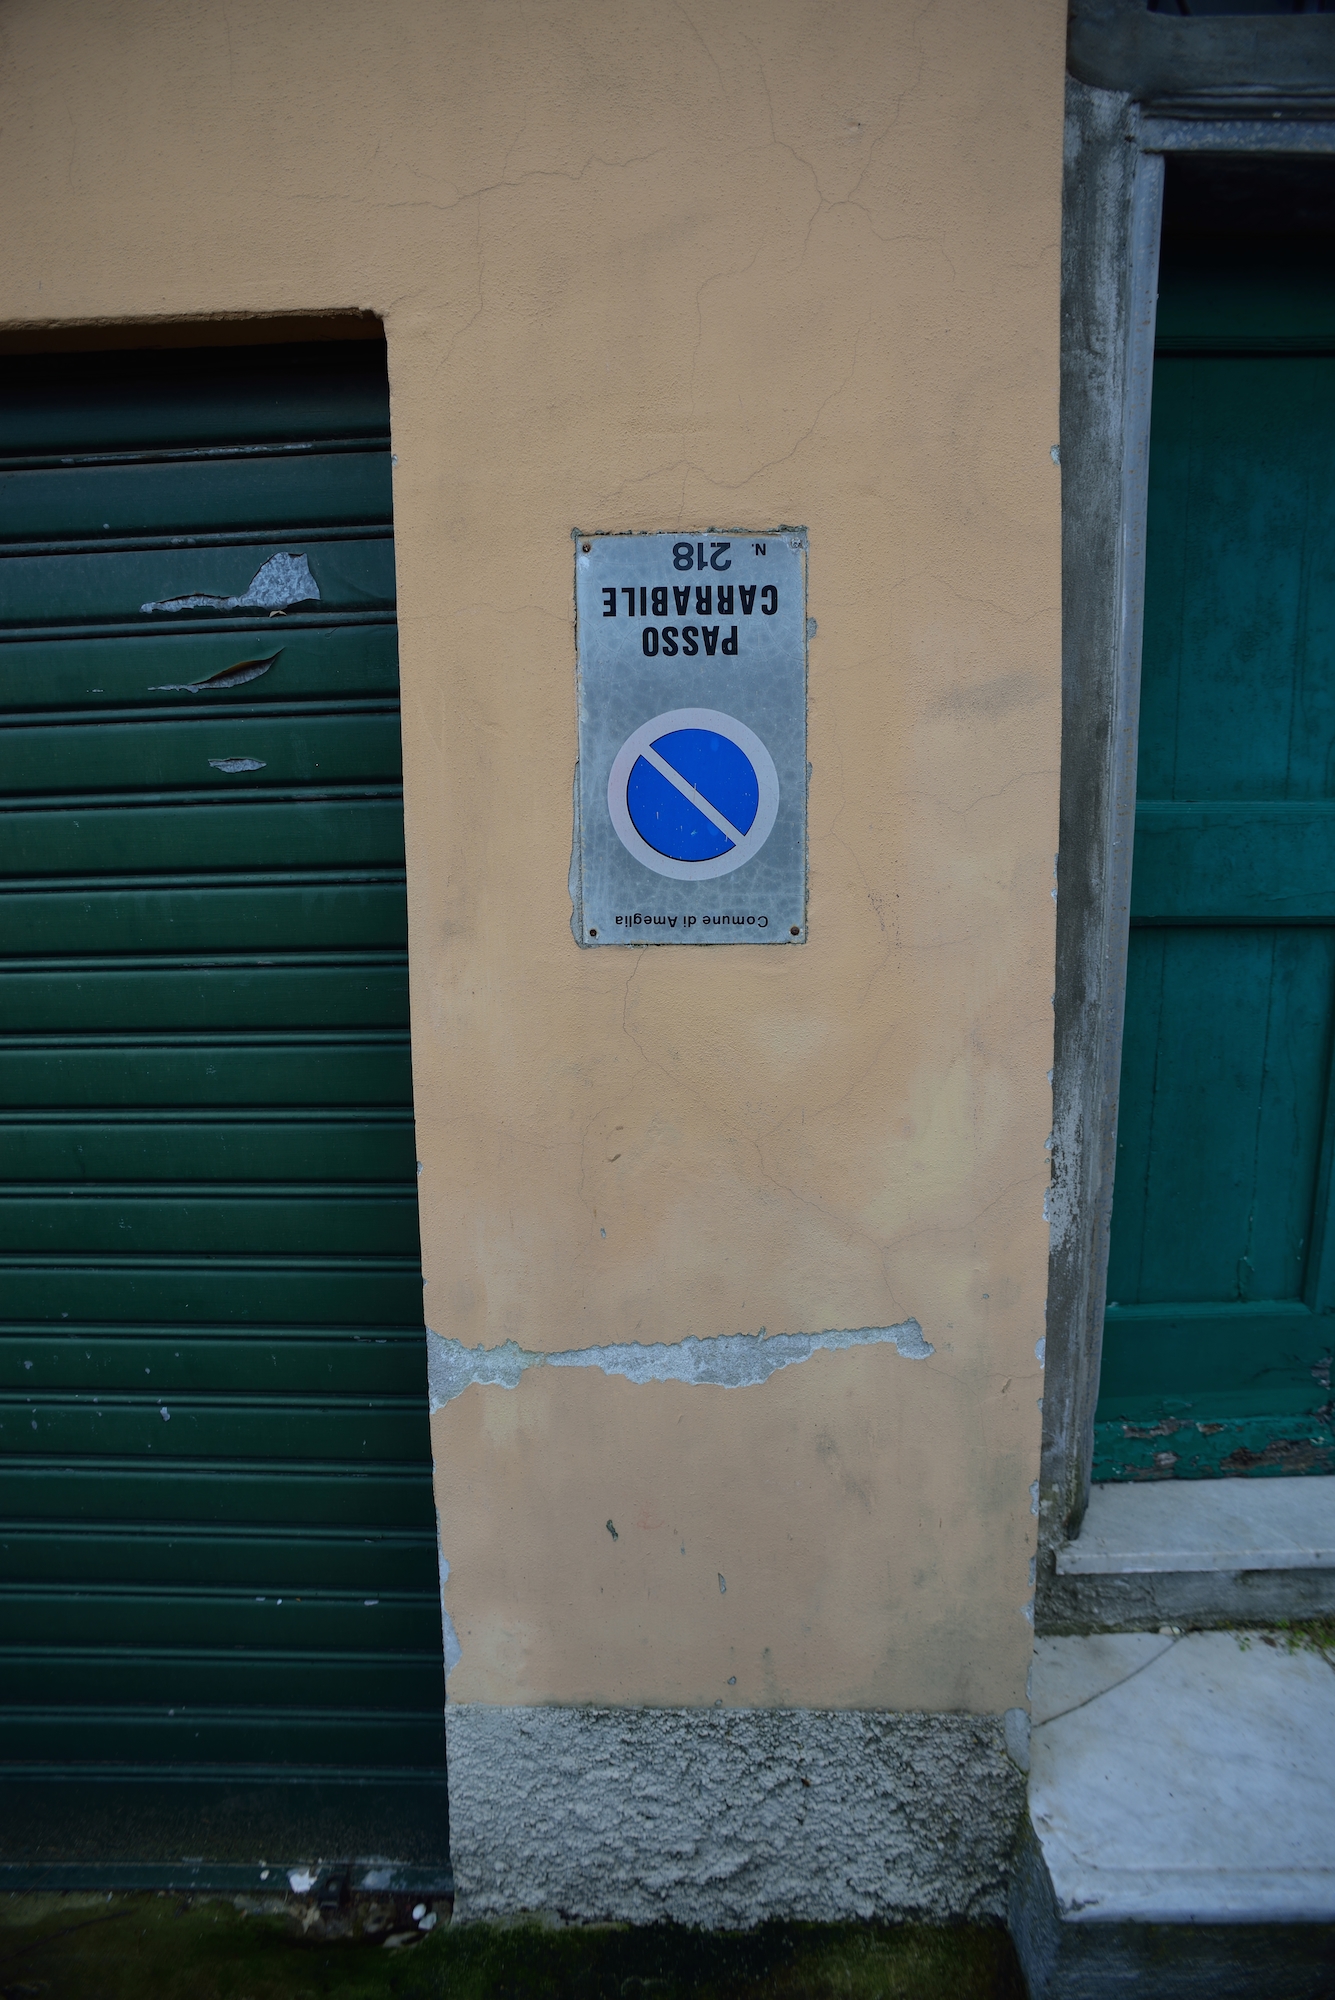 Comune di Ameglia
PASSO
CARRABILE
N. 218